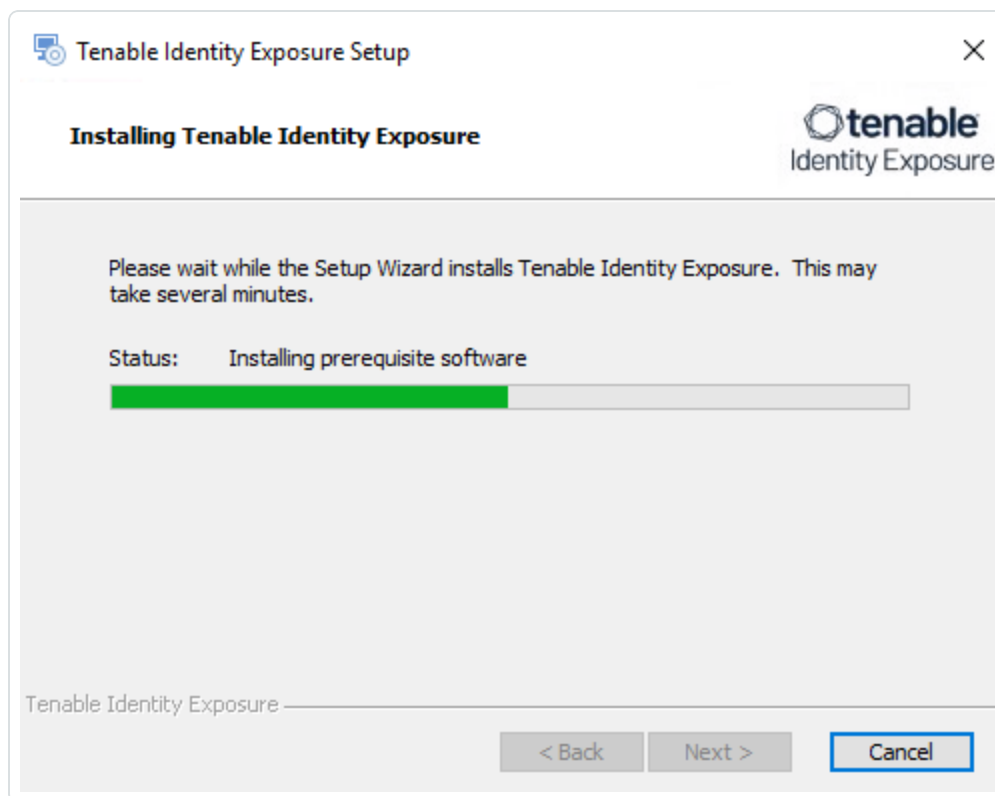 Tenable Identity Exposure Setup
Installing Tenable Identity Exposure
tenable
Identity Exposure
Please wait while the Setup Wizard installs Tenable Identity Exposure. This may
take several minutes.
Status: Installing prerequisite software
Tenable Identity Exposure
< Back Next > Cancel